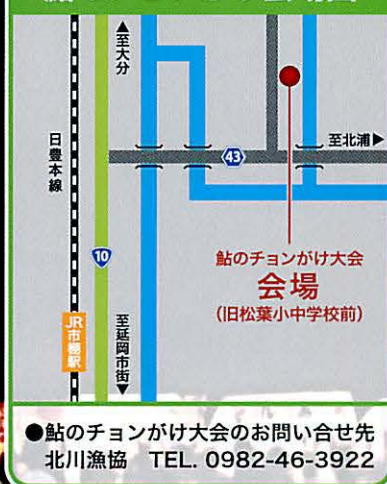 ▲至大分
日豊本線
43
至北浦▶
10
鮎のチョンがけ大会
会場
(旧松葉小中学校前)
JR市棚駅
至延岡市街▼
●鮎のチョンがけ大会のお問い合せ先
北川漁協 TEL. 0982-46-3922